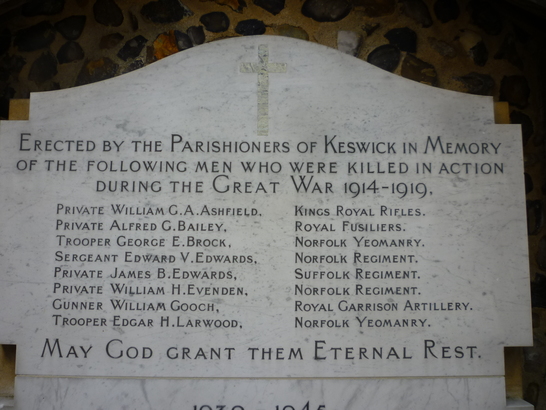 ERECTED BY THE PARISHIONERS OF KESWICK IN MEMORY
OF THE FOLLOWING MEN WHO WERE KILLED IN ACTION
DURING THE GREAT WAR 1914-1919.
PRIVATE WILLIAM G.A. ASHFIELD. KINGS ROYAL RIFLES.
PRIVATE ALFRED G. BAILEY, ROYAL FUSILIERS.
TROOPER GEORGE E. BROCK, NORFOLK YEOMANRY.
SERGEANT EDWARD V. EDWARDS, NORFOLK REGIMENT.
PRIVATE JAMES B. EDWARDS, SUFFOLK REGIMENT.
PRIVATE WILLIAM H. EVENDEN, NORFOLK REGIMENT.
GUNNER WILLIAM GOOCH, ROYAL GARRISON ARTILLERY.
TROOPER EDGAR H. LARWOOD, NORFOLK YEOMANRY.
MAY GOD GRANT THEM ETERNAL REST.
1939 - 1945